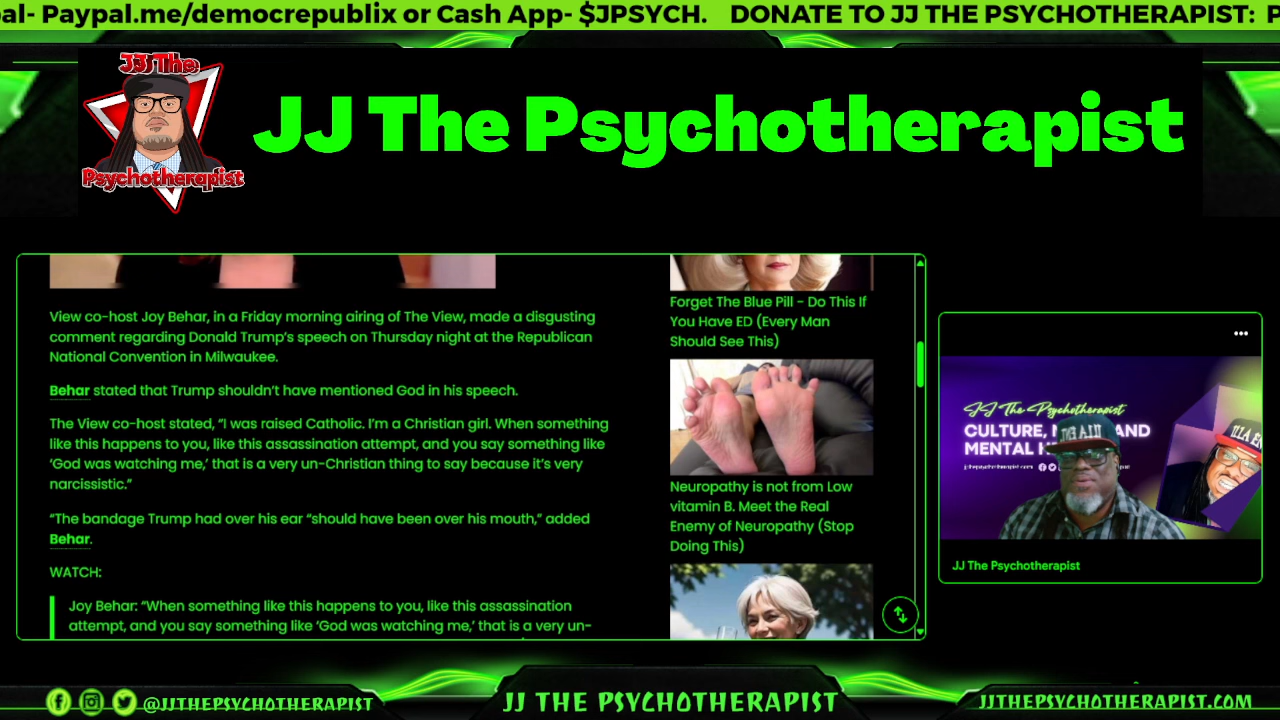 al- Paypal.me/democrepublix or Cash App- $JPSYCH. DONATE TO JJ THE PSYCHOTHERAPIST: P
JJ The
Psychotherapist
JJ The Psychotherapist
View co-host Joy Behar, in a Friday morning airing of The View, made a disgusting
comment regarding Donald Trump's speech on Thursday night at the Republican
National Convention in Milwaukee.
Behar stated that Trump shouldn't have mentioned God in his speech.
The View co-host stated, "I was raised Catholic. I'm a Christian girl. When something
like this happens to you, like this assassination attempt, and you say something like
'God was watching me,' that is a very un-Christian thing to say because it's very
narcissistic."
"The bandage Trump had over his ear "should have been over his mouth," added
Behar.
WATCH:
Joy Behar: "When something like this happens to you, like this assassination
attempt, and you say something like 'God was watching me,' that is a very un-
Forget The Blue Pill - Do This If
You Have ED (Every Man
Should See This)
Neuropathy is not from Low
vitamin B. Meet the Real
Enemy of Neuropathy (Stop
Doing This)
JJ The Psychotherapist
CULTURE, AND
MENTAL
JJ The Psychotherapist
@JJTHEPSYCHOTHERAPIST
JJ THE PSYCHOTHERAPIST
JJTHEPSYCHOTHERAPIST.COM